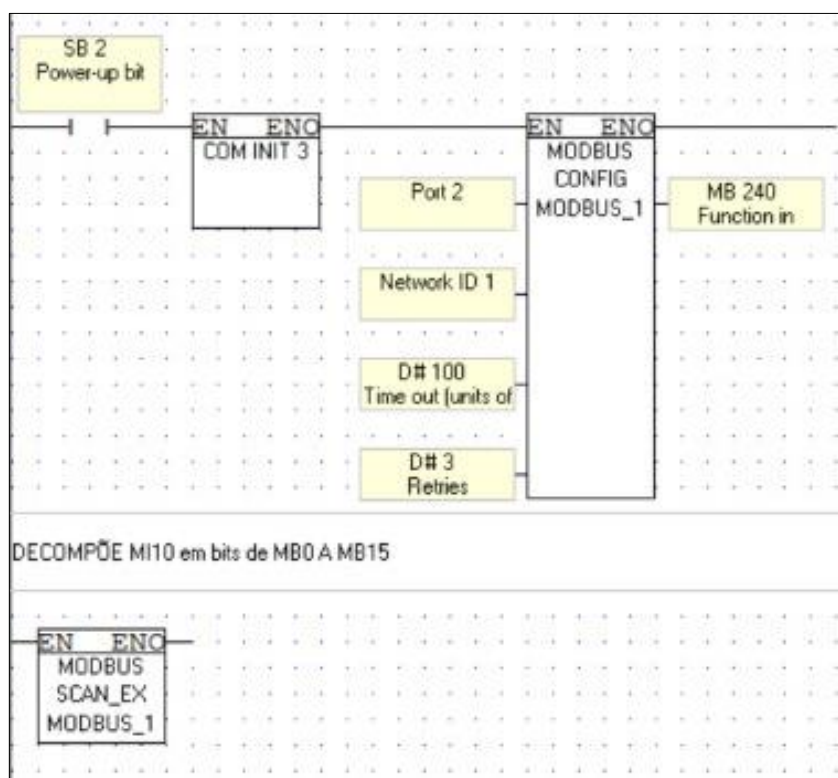 SB 2
Power-up bit
EN ENO
COM INIT 3
EN ENO
MODBUS
CONFIG
MODBUS_1
Port 2
MB 240
Function in
Network ID 1
D# 100
Time out (units of
D# 3
Retries
DECOMPÕE MI10 em bits de MB0 A MB15
EN ENO
MODBUS
SCAN_EX
MODBUS_1